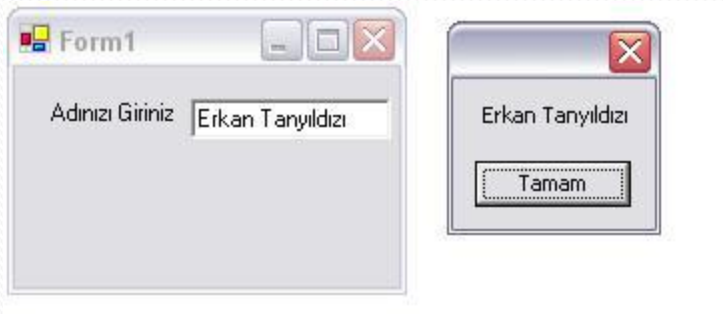 Form1
Adınızı Giriniz
Erkan Tanyıldızı
Erkan Tanyıldızı
Tamam